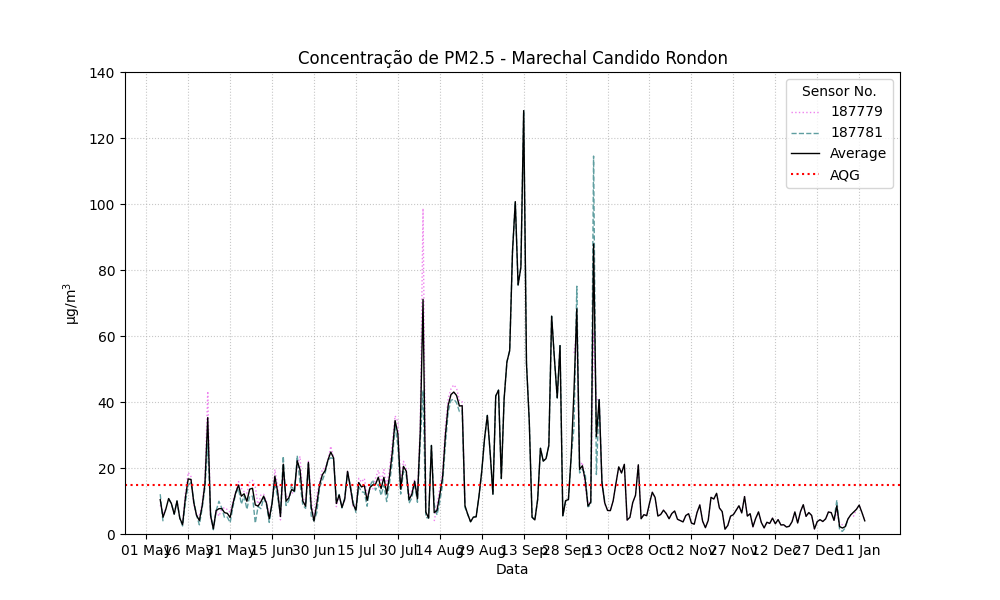 Concentração de PM2.5 - Marechal Candido Rondon
140
120
100
80
60
40
20
0
µg/m³
Sensor No.
187779
187781
Average
AQG
01 May 16 May 31 May 15 Jun 30 Jun 15 Jul 30 Jul 14 Aug 29 Aug 13 Sep 28 Sep 13 Oct 28 Oct 12 Nov 27 Nov 12 Dec 27 Dec 11 Jan
Data